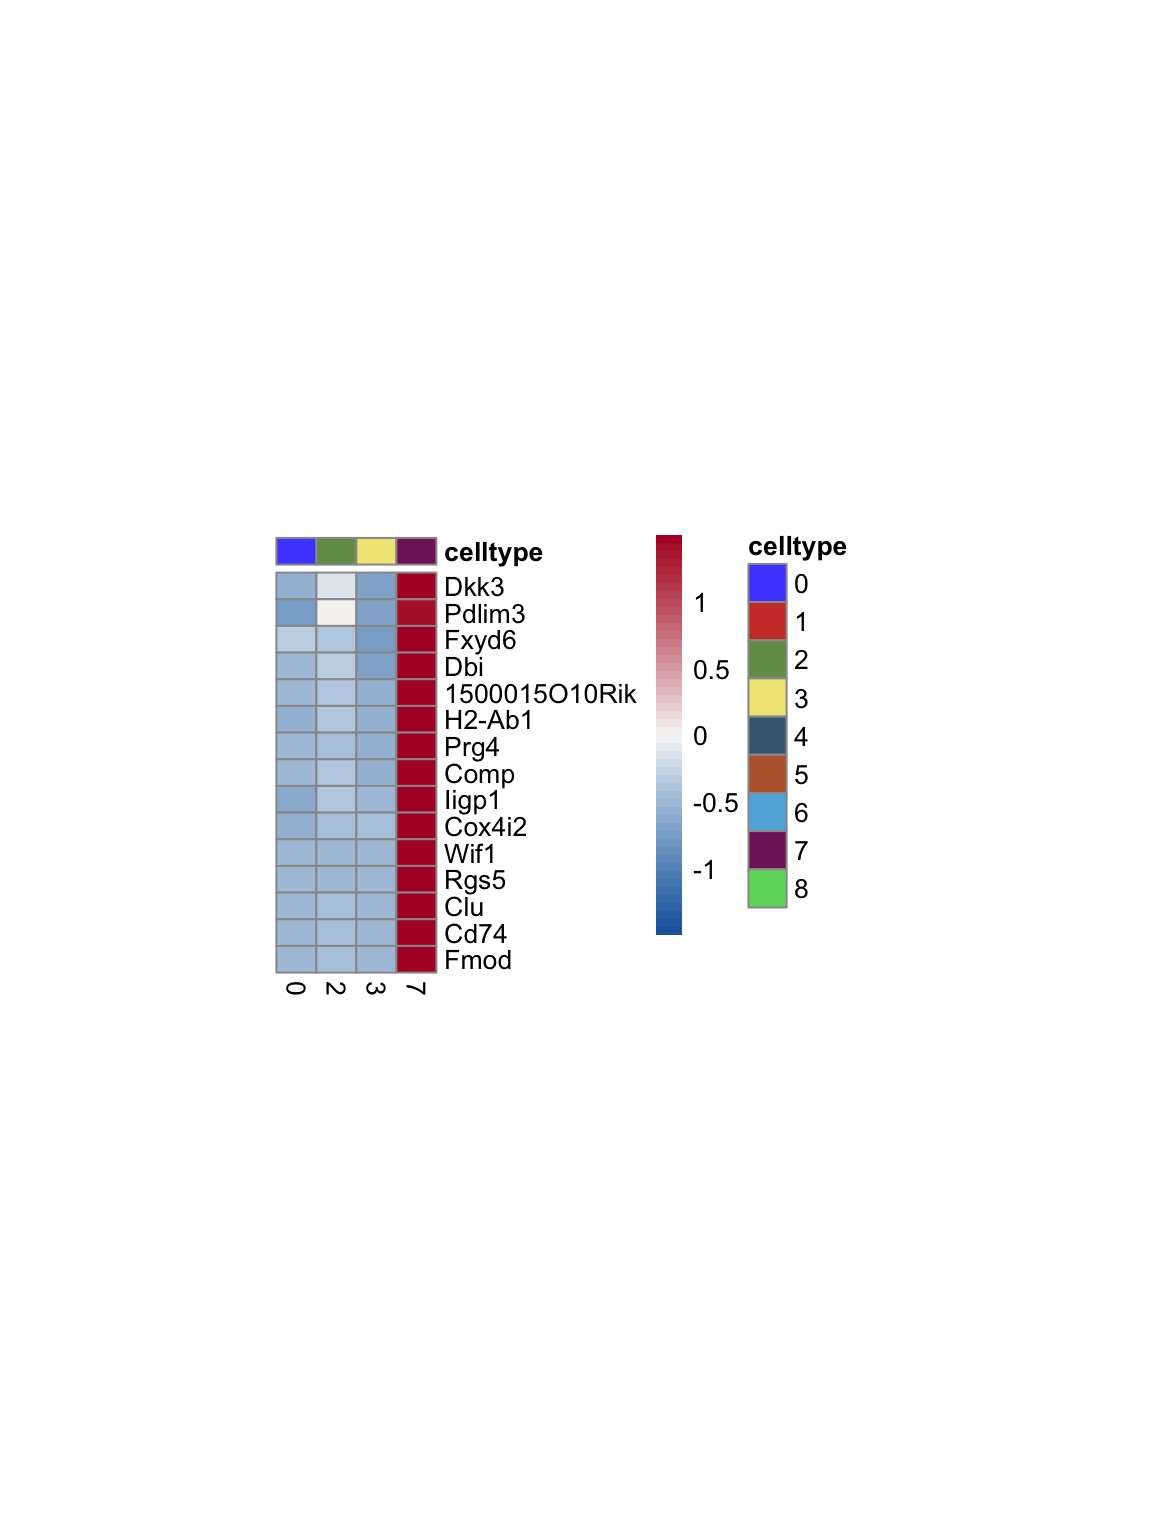 celltype
Dkk3
Pdlim3
Fxyd6
Dbi
1500015O10Rik
H2-Ab1
Prg4
Comp
Iigp1
Cox4i2
Wif1
Rgs5
Clu
Cd74
Fmod
0 2 3 7
1
0.5
0
-0.5
-1
celltype
0
1
2
3
4
5
6
7
8